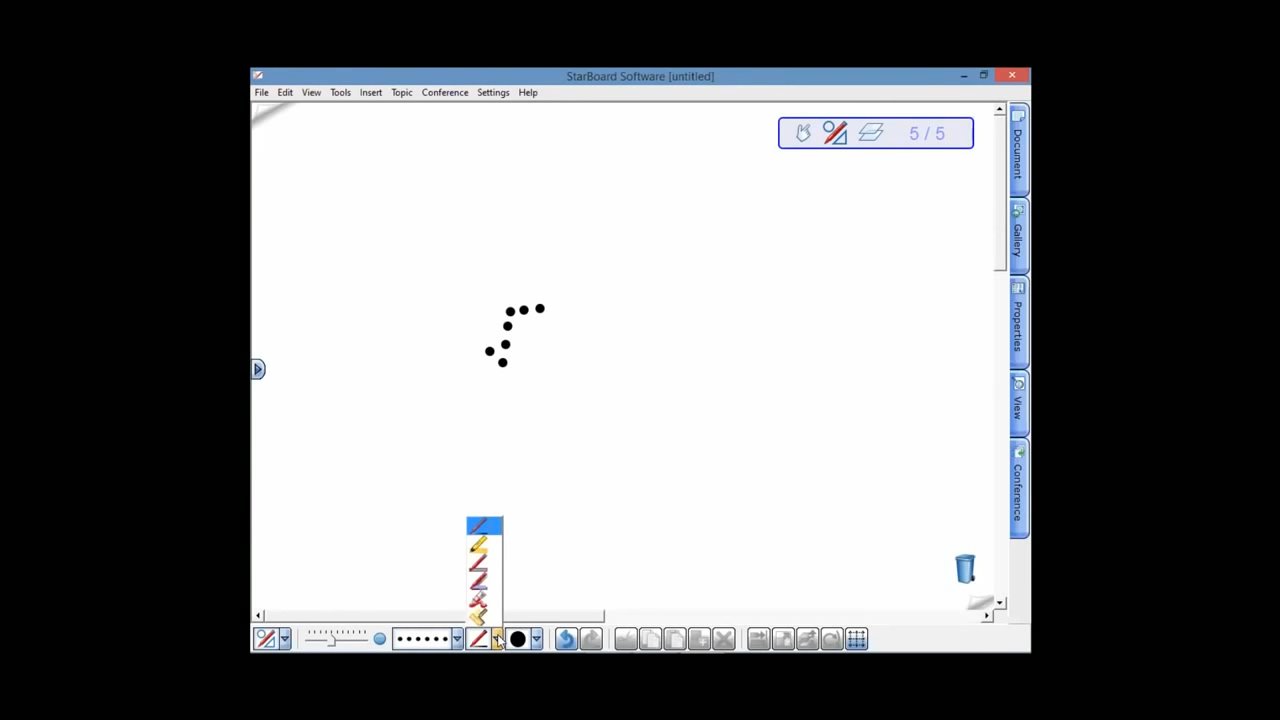 StarBoard Software [untitled]
File Edit View Tools Insert Topic Conference Settings Help
5 / 5
Document
Gallery
Properties
View
Conference